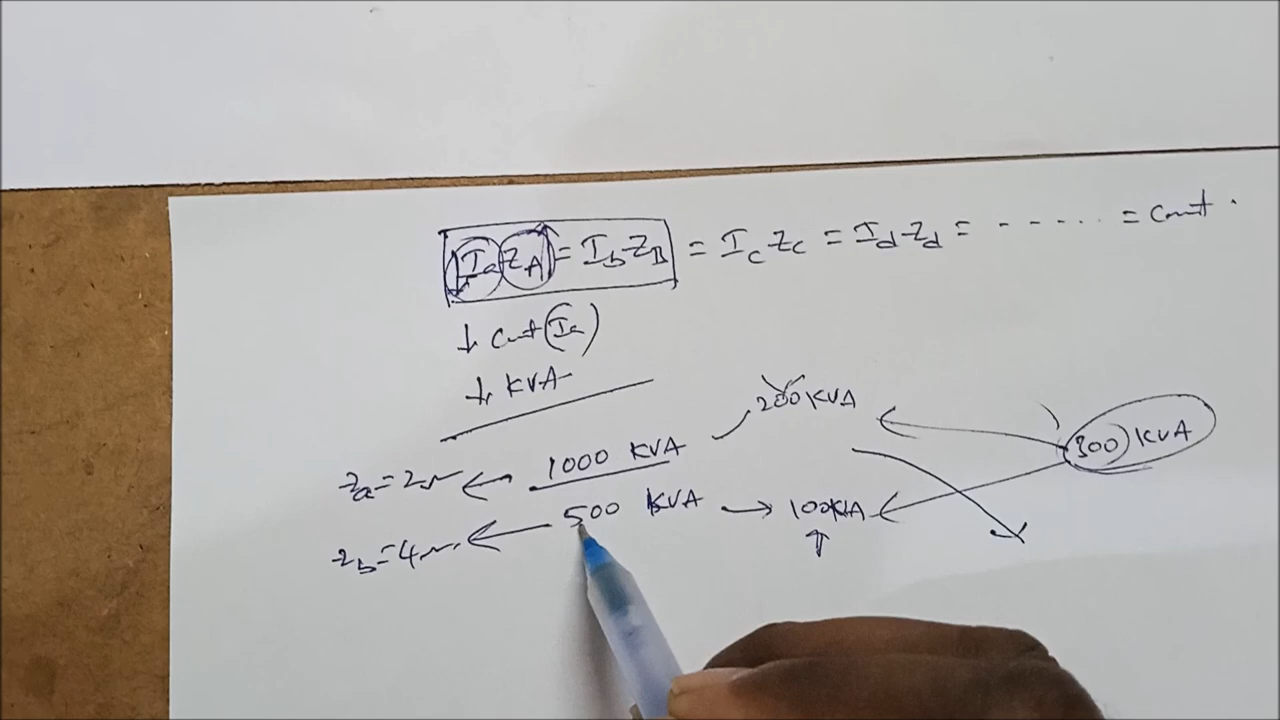 IaZA = IbZB = IcZc = IdZd = - - - - - - = Const.
↓ Cut (Ia)
↓ KVA
200 KVA
300 KVA
Za = 2Ω ← 1000 KVA
Zb = 4Ω ← 500 KVA → 100KVA
↑